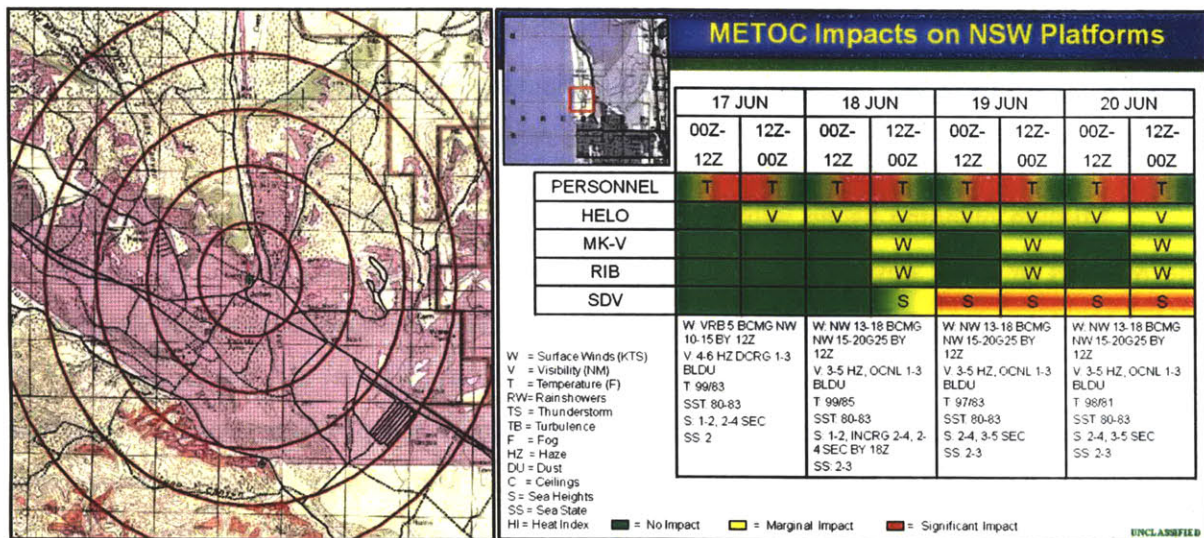 METOC Impacts on NSW Platforms
17 JUN 18 JUN 19 JUN 20 JUN
00Z- 12Z- 00Z- 12Z- 00Z- 12Z- 00Z- 12Z-
12Z 00Z 12Z 00Z 12Z 00Z 12Z 00Z
PERSONNEL T T T T T T T T
HELO V V V V V V V
MK-V W W W
RIB W W W
SDV S S S S S
W VRB 5 BCMG NW
10-15 BY 12Z
V. 4-6 HZ DCRG 1-3
BLDU
T 99/83
SST 80-83
S: 1-2, 2-4 SEC
SS: 2
W: NW 13-18 BCMG
NW 15-20G25 BY
12Z
V: 3-5 HZ, OCNL 1-3
BLDU
T: 99/85
SST 80-83
S: 1-2, INCRG 2-4, 2-
4 SEC BY 18Z
SS: 2-3
W: NW 13-18 BCMG
NW 15-20G25 BY
12Z
V: 3-5 HZ, OCNL 1-3
BLDU
T: 97/83
SST: 80-83
S: 2-4, 3-5 SEC
SS: 2-3
W: NW 13-18 BCMG
NW 15-20G25 BY
12Z
V: 3-5 HZ, OCNL 1-3
BLDU
T: 98/81
SST: 80-83
S: 2-4, 3-5 SEC
SS: 2-3
W = Surface Winds (KTS)
V = Visibility (NM)
T = Temperature (F)
RW= Rainshowers
TS = Thunderstorm
TB = Turbulence
F = Fog
HZ = Haze
DU = Dust
C = Ceilings
S = Sea Heights
SS = Sea State
HI = Heat Index
= No Impact = Marginal Impact = Significant Impact
UNCLASSIFIED